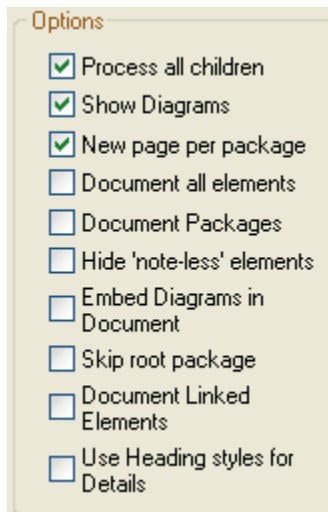 Options
Process all children
Show Diagrams
New page per package
Document all elements
Document Packages
Hide 'note-less' elements
Embed Diagrams in
Document
Skip root package
Document Linked
Elements
Use Heading styles for
Details